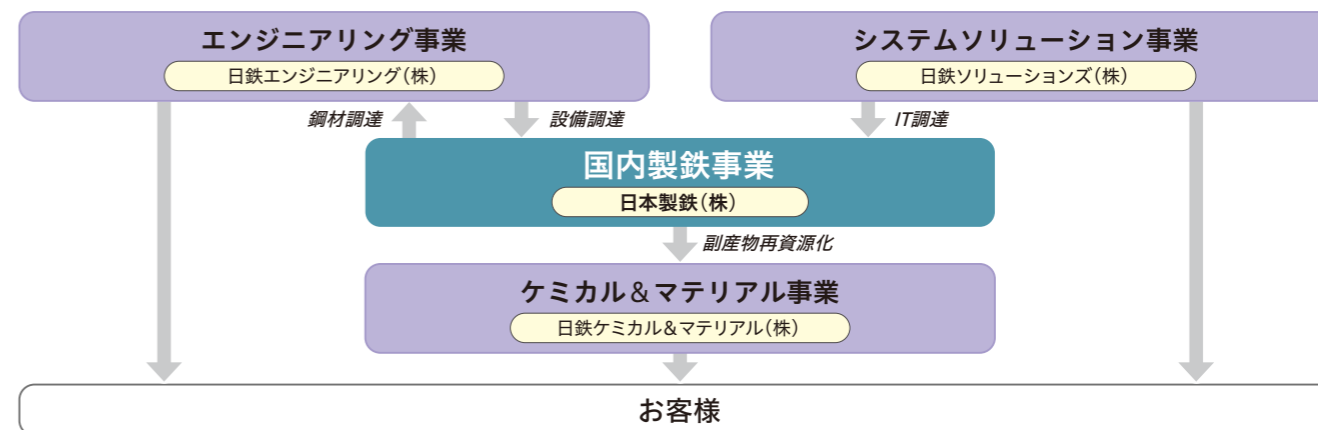 エンジニアリング事業
日鉄エンジニアリング(株)
システムソリューション事業
日鉄ソリューションズ(株)
鋼材調達
設備調達
IT調達
国内製鉄事業
日本製鉄(株)
副産物再資源化
ケミカル&マテリアル事業
日鉄ケミカル&マテリアル(株)
お客様